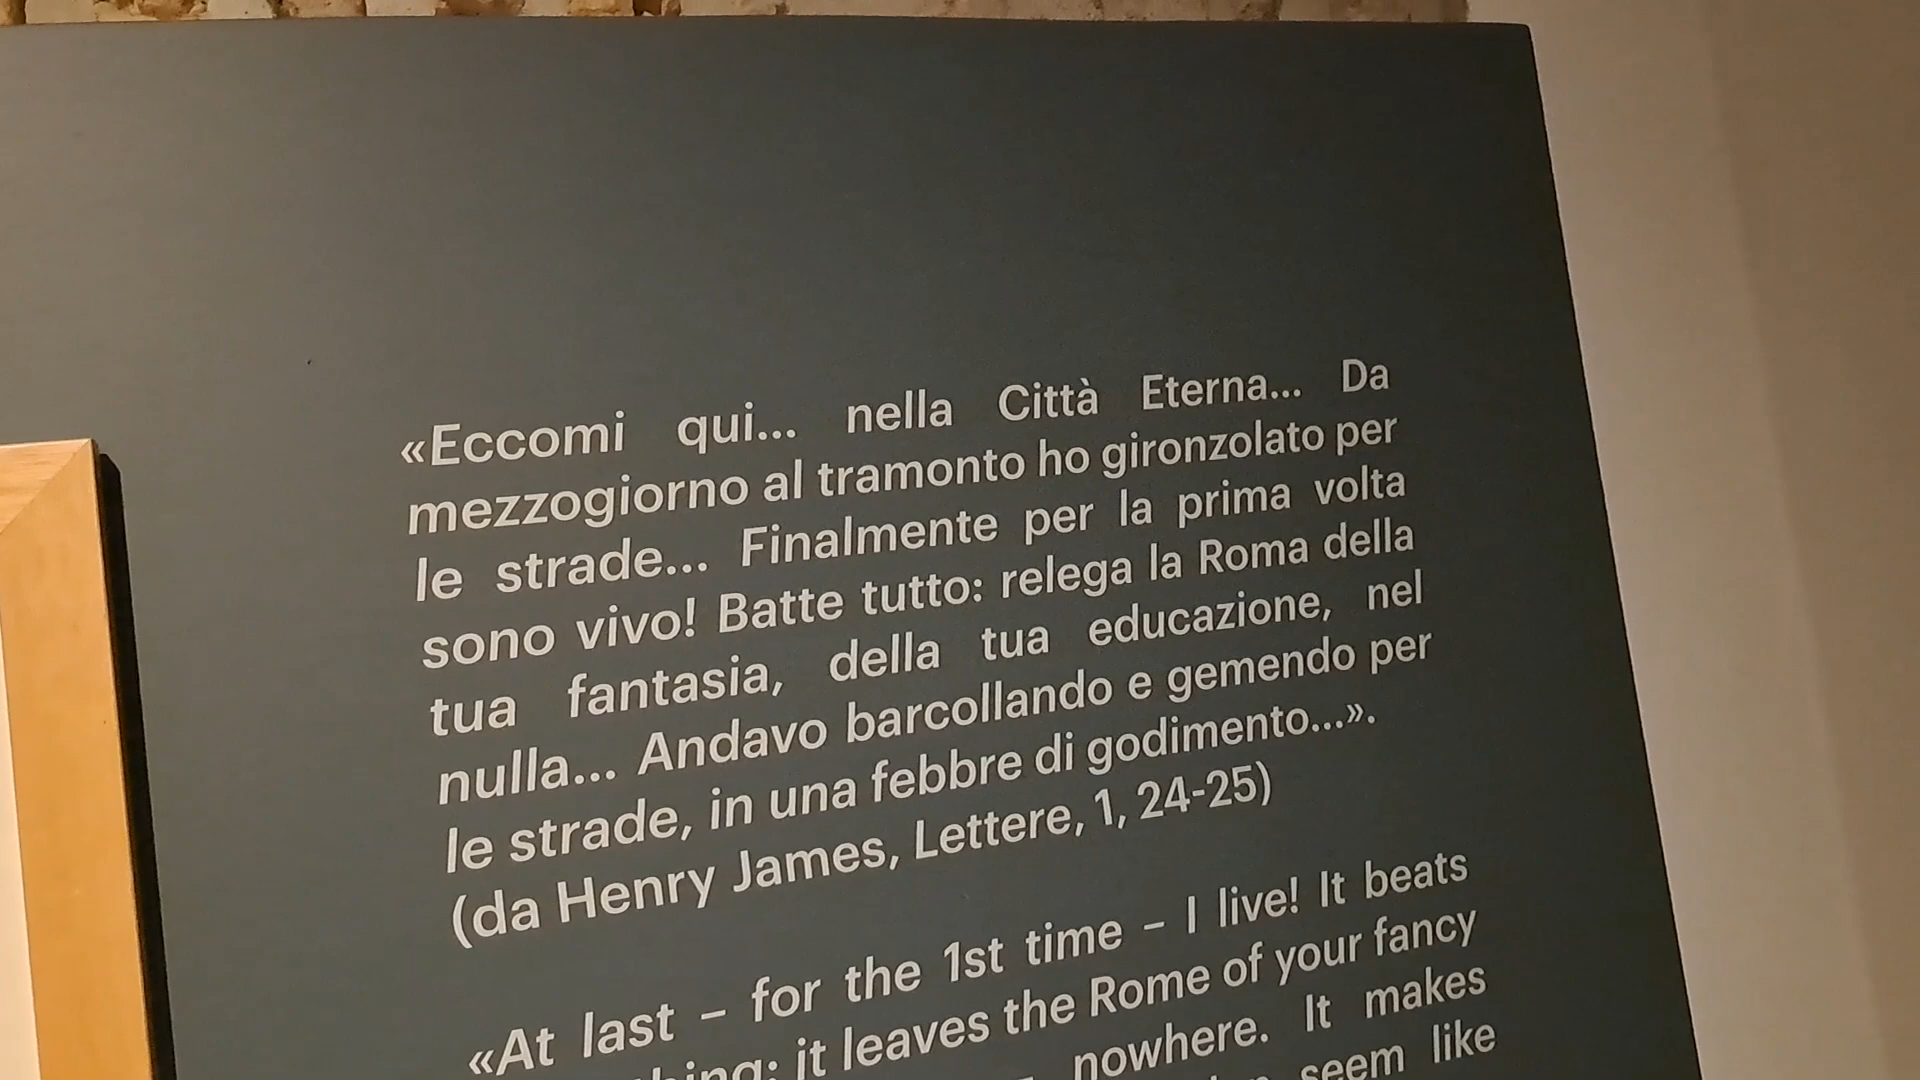 «Eccomi qui... nella Città Eterna... Da
mezzogiorno al tramonto ho gironzolato per
le strade... Finalmente per la prima volta
sono vivo! Batte tutto: relega la Roma della
tua fantasia, della tua educazione, nel
nulla... Andavo barcollando e gemendo per
le strade, in una febbre di godimento...».
(da Henry James, Lettere, 1, 24-25)
«At last – for the 1st time – I live! It beats
it leaves the Rome of your fancy
nowhere. It makes
seem like